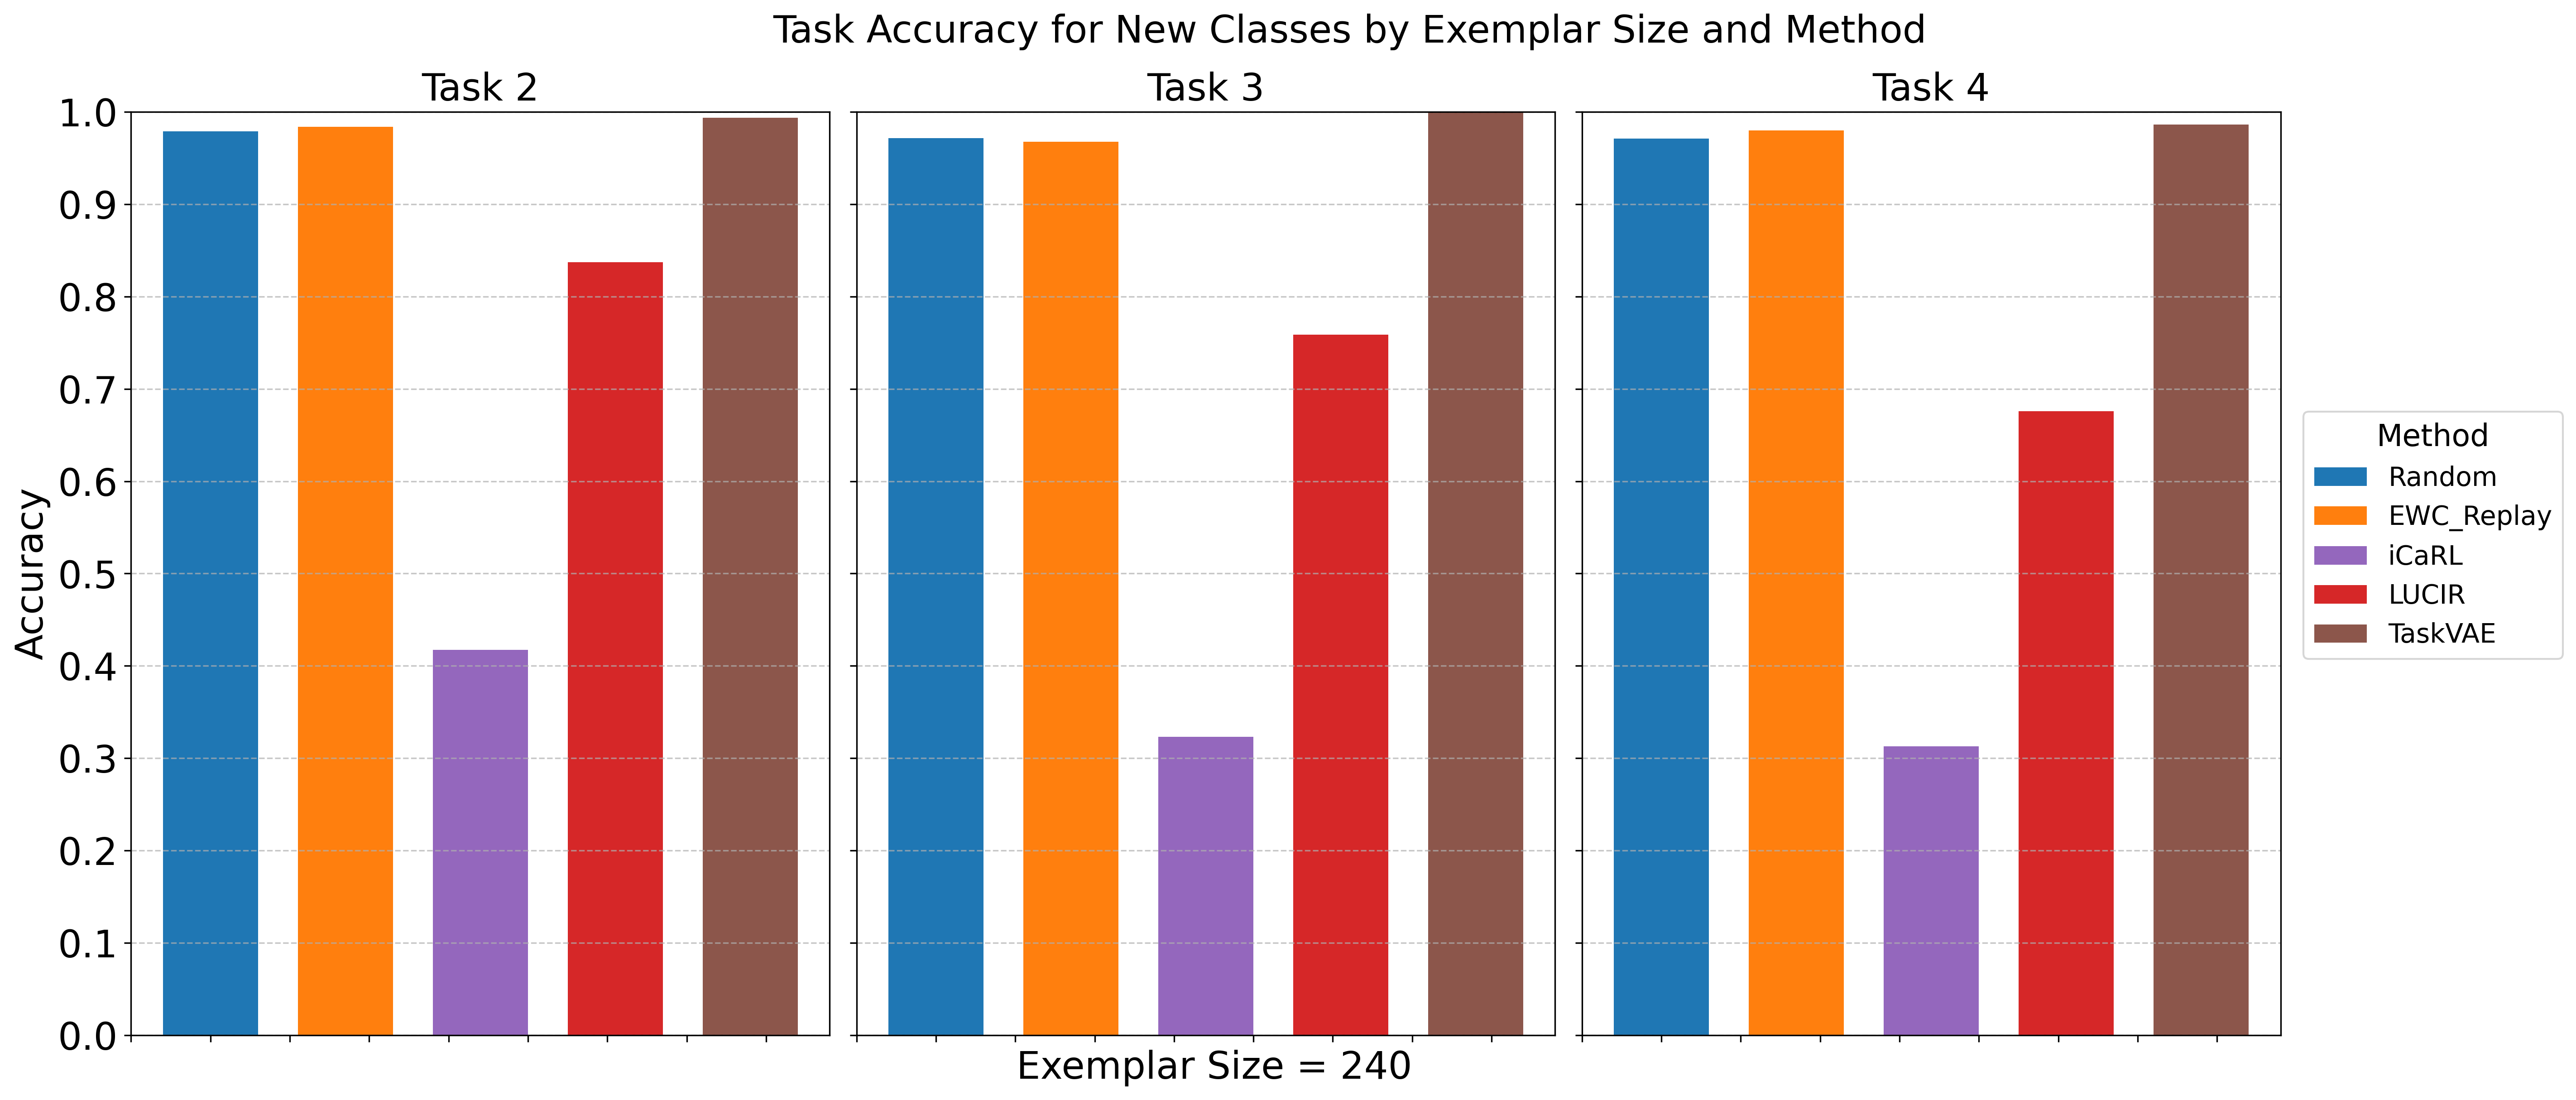 Task Accuracy for New Classes by Exemplar Size and Method
Task 2
Task 3
Task 4
1.0
0.9
0.8
0.7
0.6
0.5
0.4
0.3
0.2
0.1
0.0
Accuracy
Exemplar Size = 240
Method
Random
EWC_Replay
iCaRL
LUCIR
TaskVAE